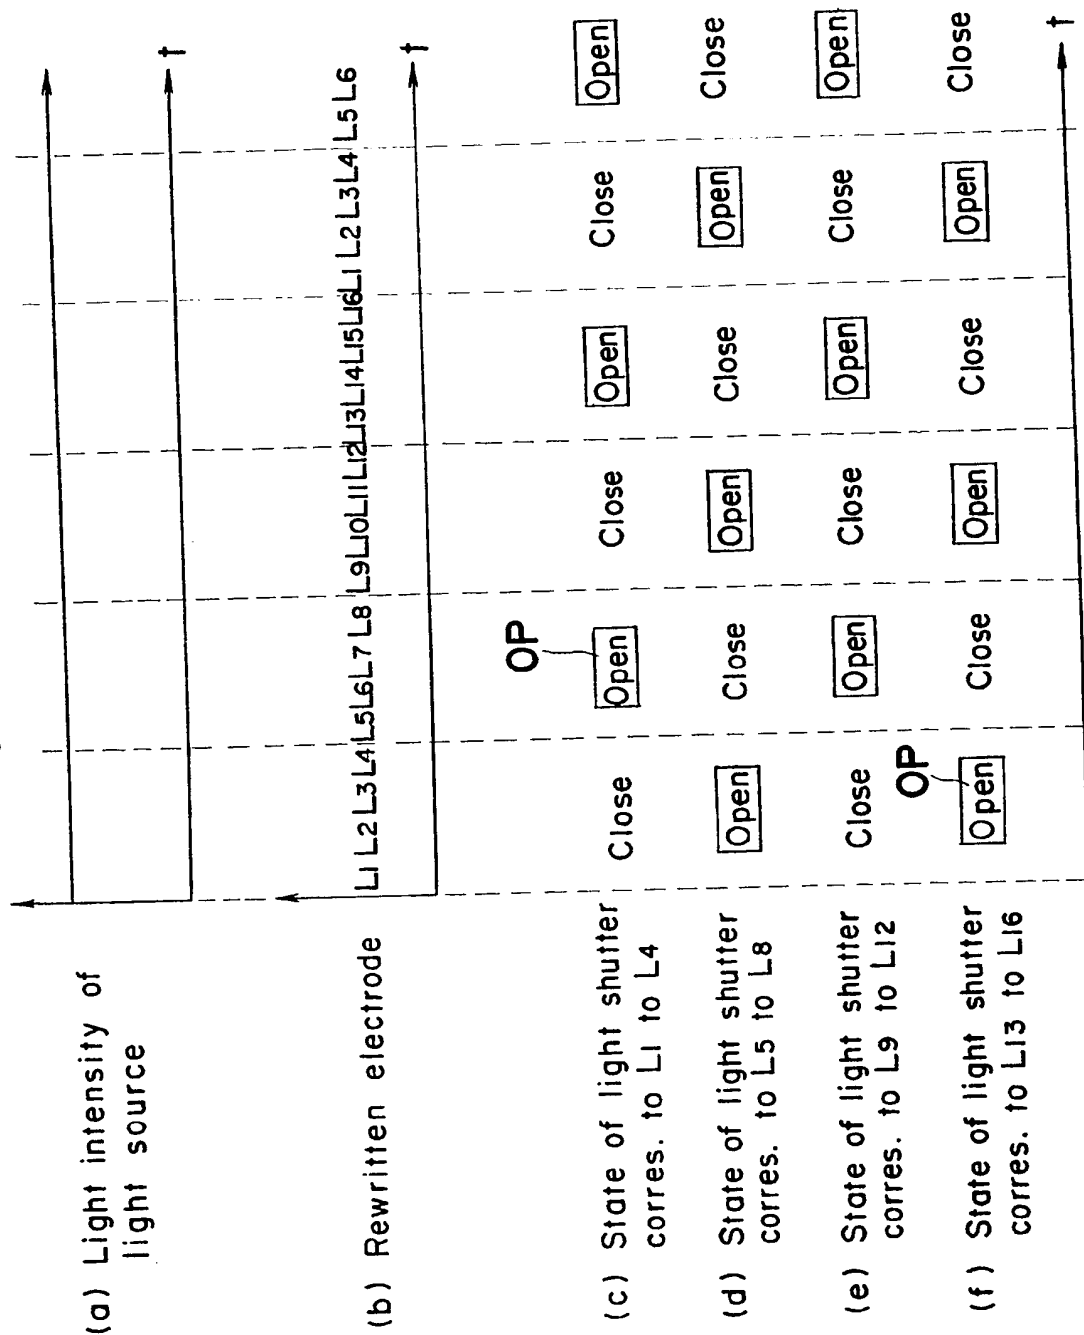 (a) Light intensity of
light source
t
(b) Rewritten electrode
L1 L2 L3 L4 L5 L6 L7 L8 L9 L10 L11 L12 L13 L14 L15 L16 L1 L2 L3 L4 L5 L6
t
OP
(c) State of light shutter
corres. to L1 to L4
Close Open Close Open Close Open
(d) State of light shutter
corres. to L5 to L8
Open Close Open Close Open Close
(e) State of light shutter
corres. to L9 to L12
Close Open Close Open Close Open
OP
(f) State of light shutter
corres. to L13 to L16
Open Close Open Close Open Close
t